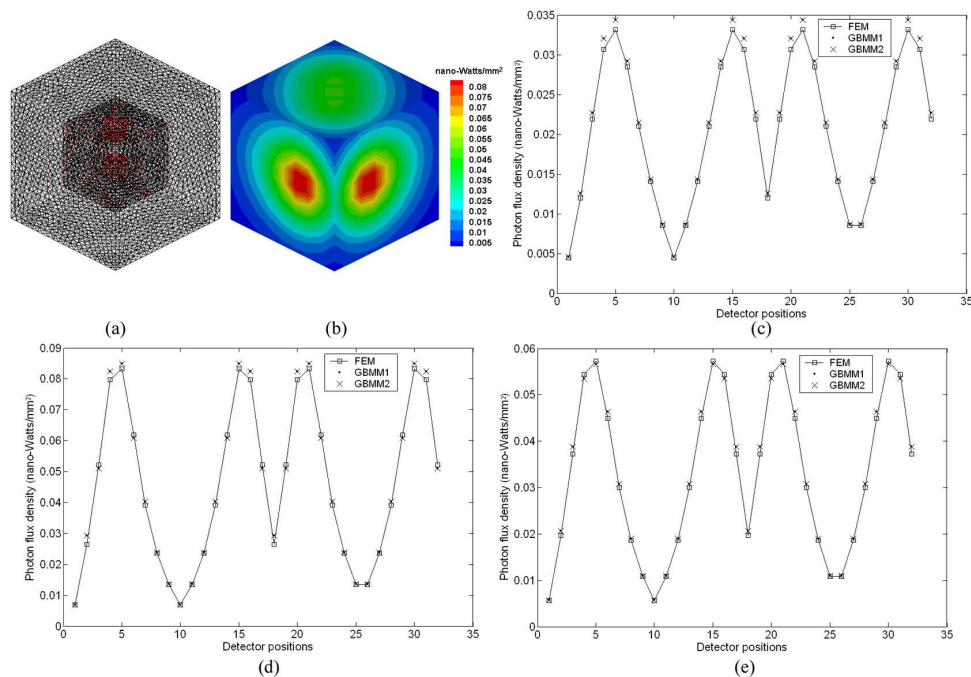 nano-Watts/mm²
0.08
0.075
0.07
0.065
0.06
0.055
0.05
0.045
0.04
0.035
0.03
0.025
0.02
0.015
0.01
0.005
(a)
(b)
0.035
0.03
0.025
0.02
0.015
0.01
0.005
0
Photon flux density (nano-Watts/mm²)
FEM
GBMM1
GBMM2
0 5 10 15 20 25 30 35
Detector positions
(c)
0.09
0.08
0.07
0.06
0.05
0.04
0.03
0.02
0.01
0
Photon flux density (nano-Watts/mm²)
FEM
GBMM1
GBMM2
0 5 10 15 20 25 30 35
Detector positions
(d)
0.06
0.05
0.04
0.03
0.02
0.01
0
Photon flux density (nano-Watts/mm²)
FEM
GBMM1
GBMM2
0 5 10 15 20 25 30 35
Detector positions
(e)